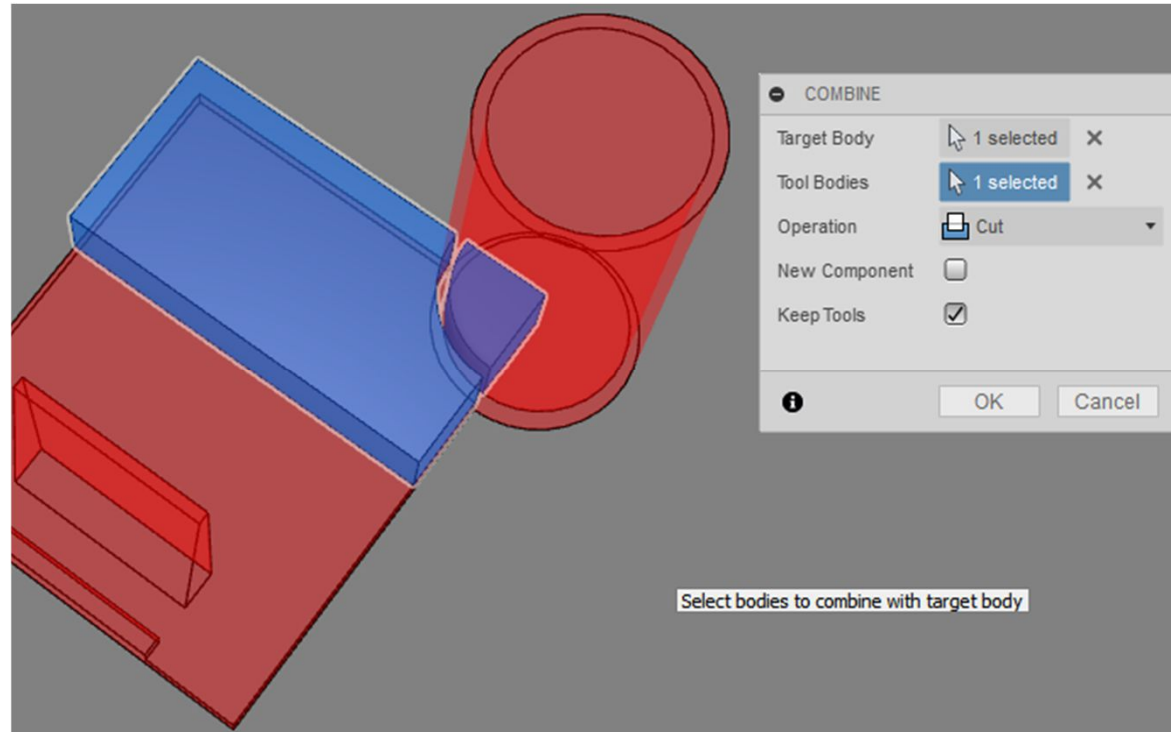 COMBINE
Target Body 1 selected
Tool Bodies 1 selected
Operation Cut
New Component
Keep Tools
OK Cancel
Select bodies to combine with target body